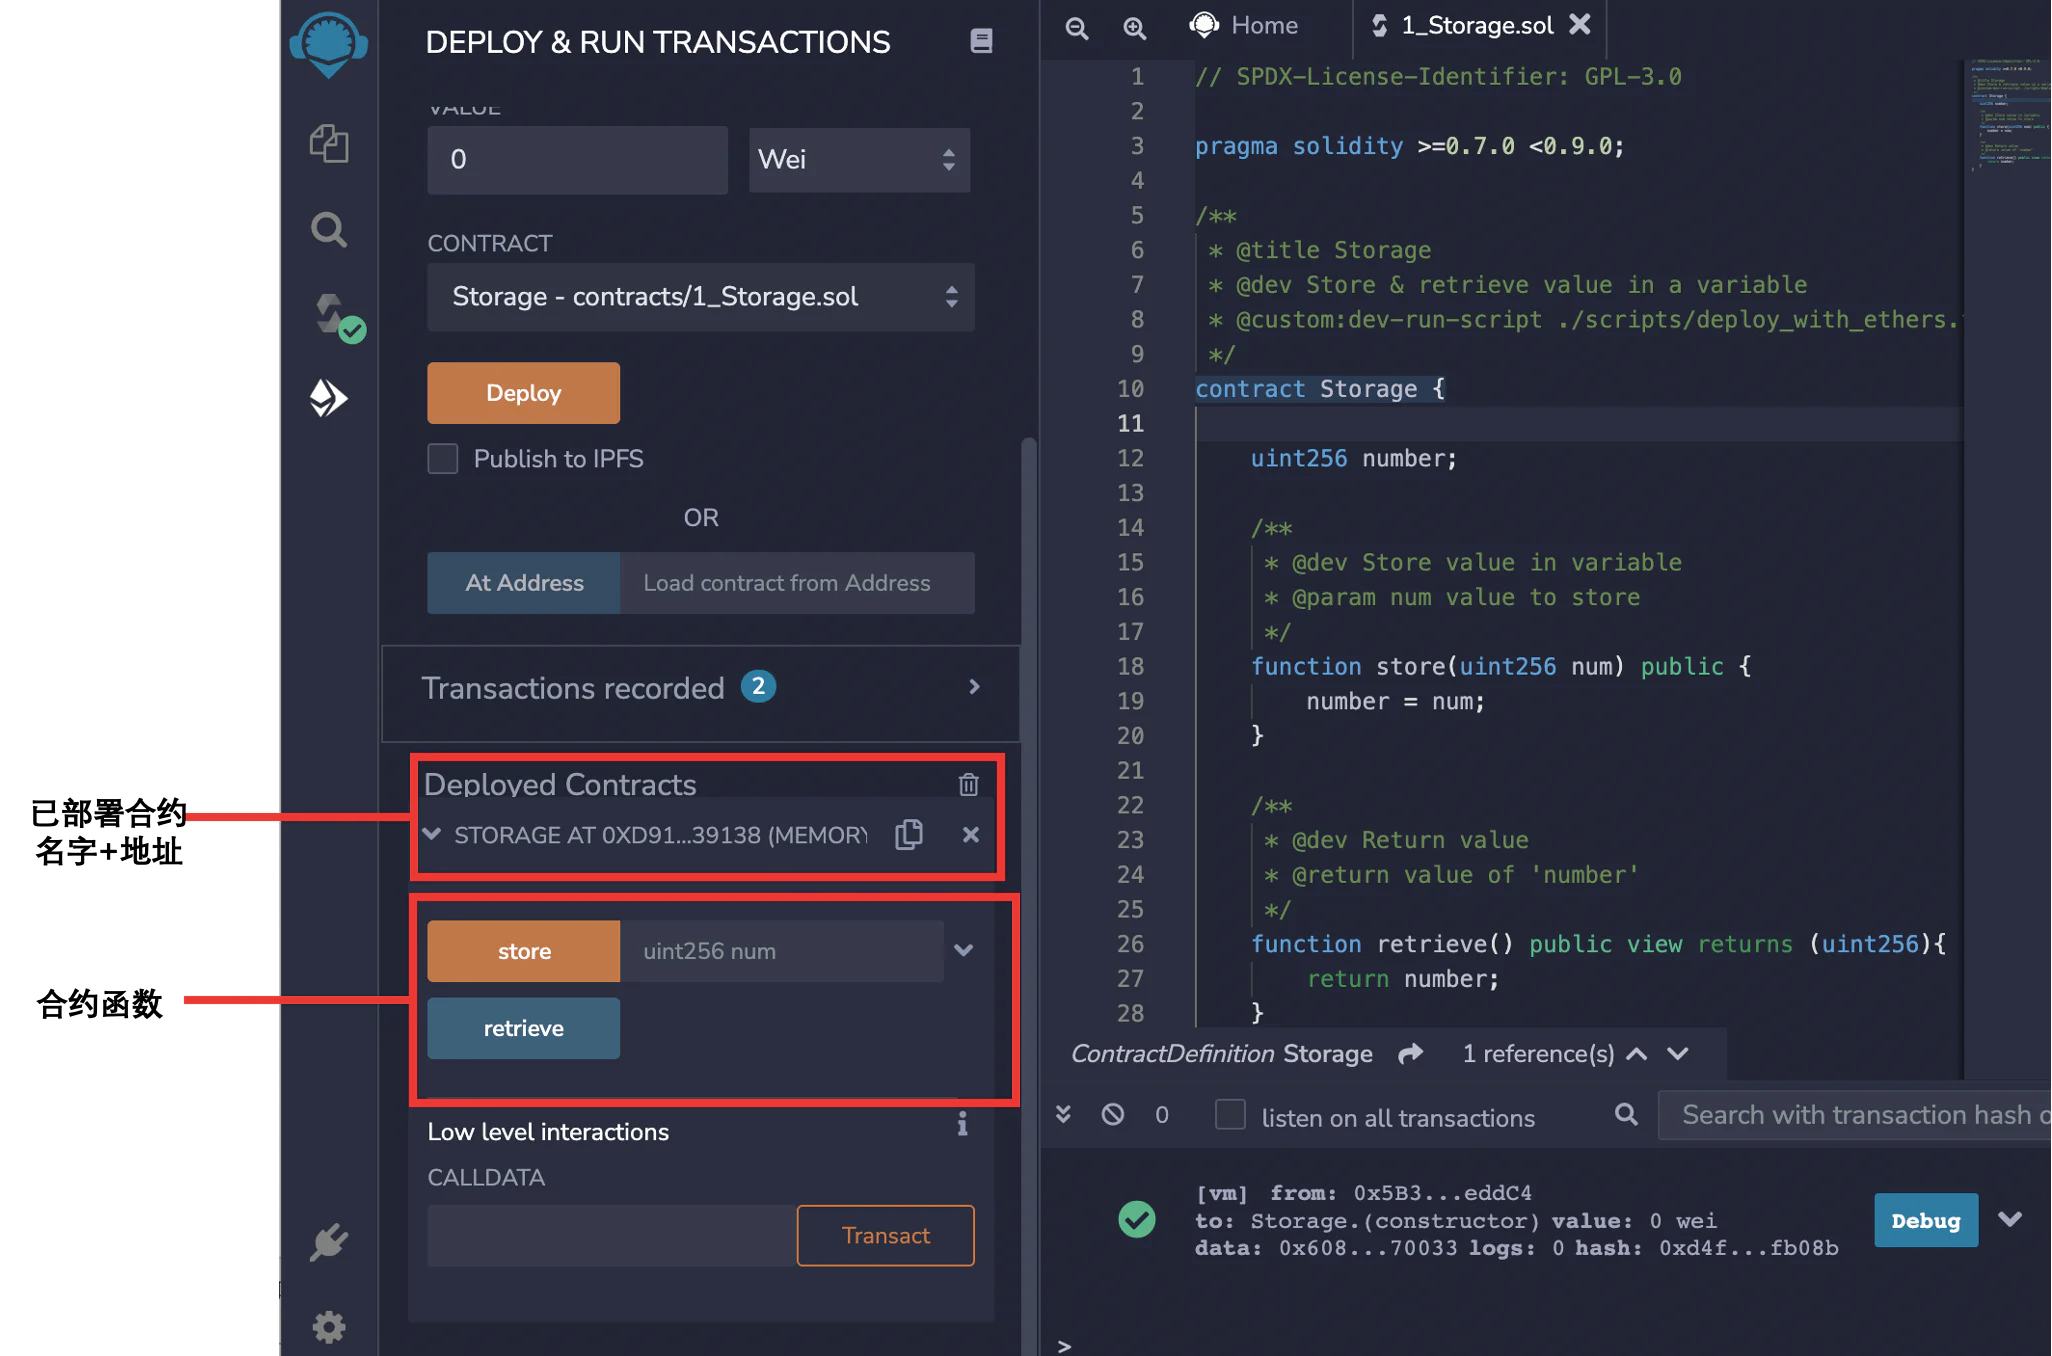 DEPLOY & RUN TRANSACTIONS
VALUE
0
Wei
CONTRACT
Storage - contracts/1_Storage.sol
Deploy
Publish to IPFS
OR
At Address
Load contract from Address
Transactions recorded 2
Deployed Contracts
STORAGE AT 0XD91...39138 (MEMORY
已部署合约
名字+地址
store
uint256 num
合约函数
retrieve
Low level interactions
i
CALLDATA
Transact
Home
1_Storage.sol
1 // SPDX-License-Identifier: GPL-3.0
2
3 pragma solidity >=0.7.0 <0.9.0;
4
5 /**
6 * @title Storage
7 * @dev Store & retrieve value in a variable
8 * @custom:dev-run-script ./scripts/deploy_with_ethers.
9 */
10 contract Storage {
11
12 uint256 number;
13
14 /**
15 * @dev Store value in variable
16 * @param num value to store
17 */
18 function store(uint256 num) public {
19 number = num;
20 }
21
22 /**
23 * @dev Return value
24 * @return value of 'number'
25 */
26 function retrieve() public view returns (uint256){
27 return number;
28 }
ContractDefinition Storage 1 reference(s)
0 listen on all transactions
Search with transaction hash o
[vm] from: 0x5B3...eddC4
to: Storage.(constructor) value: 0 wei
data: 0x608...70033 logs: 0 hash: 0xd4f...fb08b
Debug
>